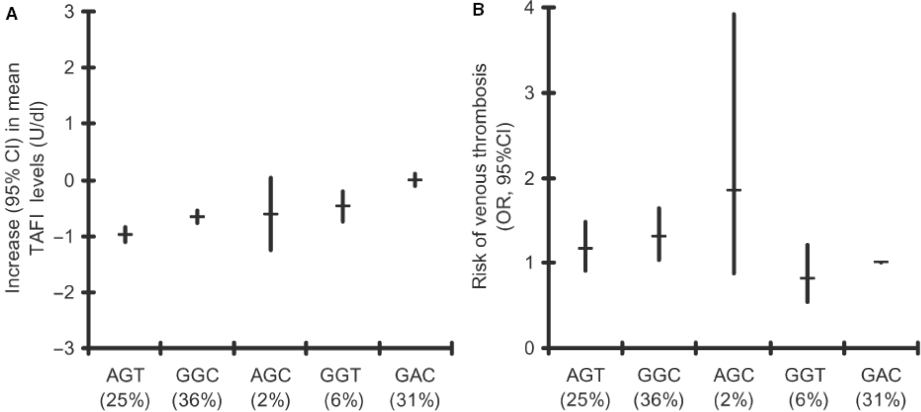 A
Increase (95% CI) in mean
TAFI levels (U/dl)
3
2
1
0
–1
–2
–3
AGT
(25%)
GGC
(36%)
AGC
(2%)
GGT
(6%)
GAC
(31%)
B
Risk of venous thrombosis
(OR, 95%CI)
4
3
2
1
0
AGT
(25%)
GGC
(36%)
AGC
(2%)
GGT
(6%)
GAC
(31%)